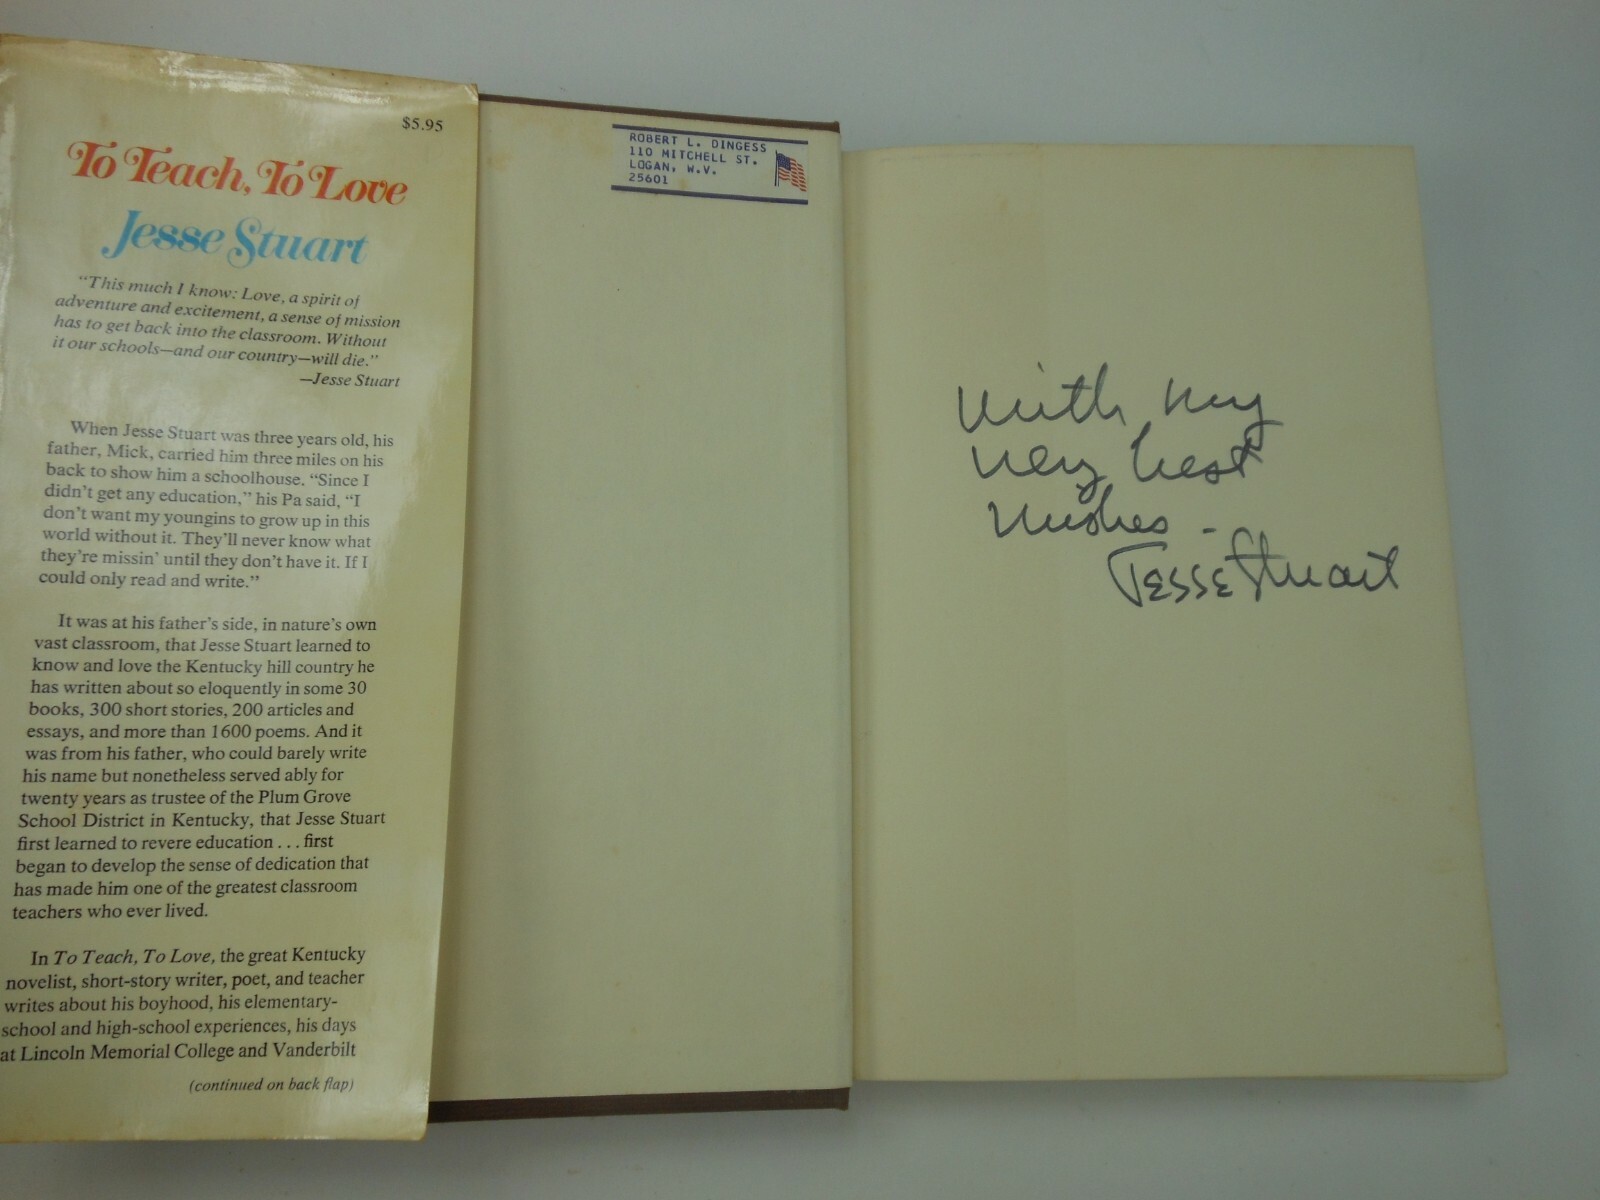 $5.95
To Teach, To Love
Jesse Stuart
“This much I know: Love, a spirit of
adventure and excitement, a sense of mission
has to get back into the classroom. Without
it our schools—and our country—will die.”
—Jesse Stuart
When Jesse Stuart was three years old, his
father, Mick, carried him three miles on his
back to show him a schoolhouse. “Since I
didn’t get any education,” his Pa said, “I
don’t want my youngins to grow up in this
world without it. They’ll never know what
they’re missin’ until they don’t have it. If I
could only read and write.”
It was at his father’s side, in nature’s own
vast classroom, that Jesse Stuart learned to
know and love the Kentucky hill country he
has written about so eloquently in some 30
books, 300 short stories, 200 articles and
essays, and more than 1600 poems. And it
was from his father, who could barely write
his name but nonetheless served ably for
twenty years as trustee of the Plum Grove
School District in Kentucky, that Jesse Stuart
first learned to revere education . . . first
began to develop the sense of dedication that
has made him one of the greatest classroom
teachers who ever lived.
In To Teach, To Love, the great Kentucky
novelist, short-story writer, poet, and teacher
writes about his boyhood, his elementary-
school and high-school experiences, his days
at Lincoln Memorial College and Vanderbilt
(continued on back flap)
ROBERT L. DINGESS
110 MITCHELL ST.
LOGAN, W.V.
25601
With my
very best
wishes -
Jesse Stuart